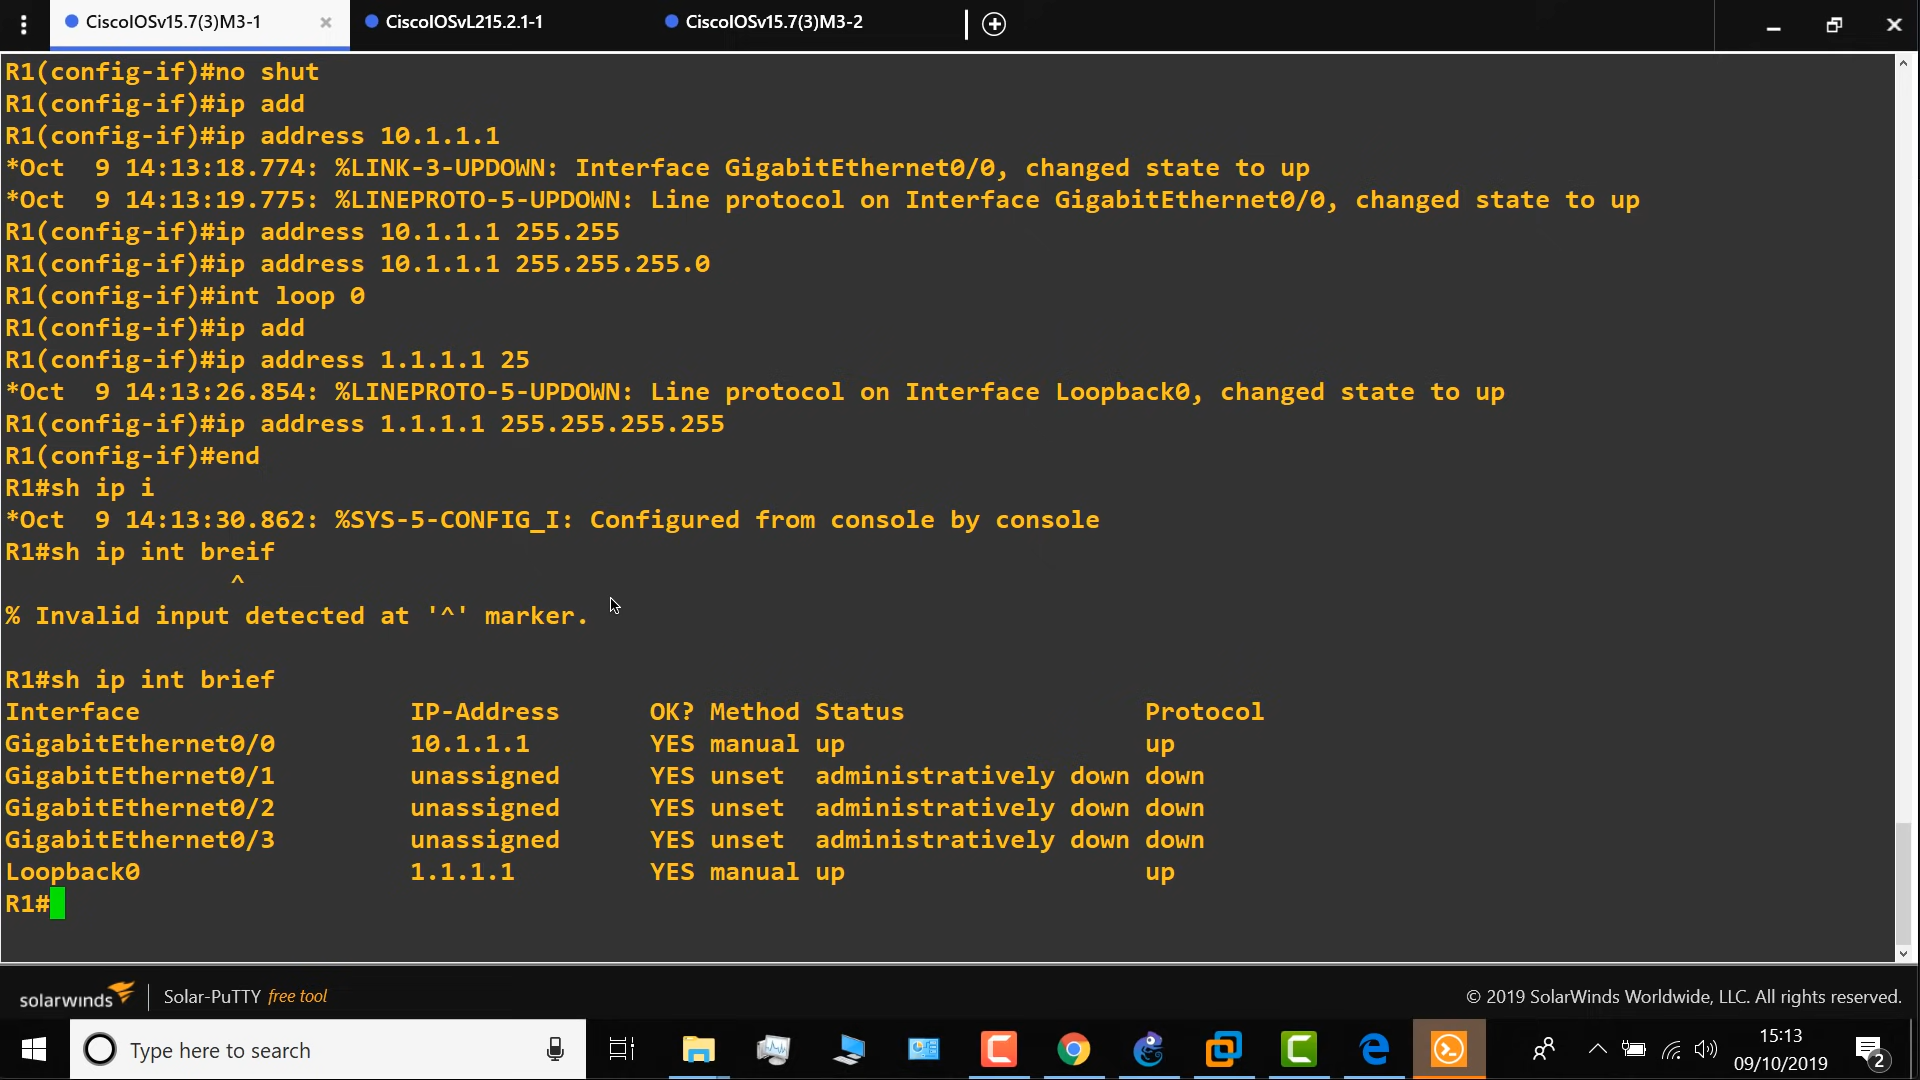 CiscoIOSv15.7(3)M3-1 × CiscoIOSvL215.2.1-1 CiscoIOSv15.7(3)M3-2
R1(config-if)#no shut
R1(config-if)#ip add
R1(config-if)#ip address 10.1.1.1
*Oct  9 14:13:18.774: %LINK-3-UPDOWN: Interface GigabitEthernet0/0, changed state to up
*Oct  9 14:13:19.775: %LINEPROTO-5-UPDOWN: Line protocol on Interface GigabitEthernet0/0, changed state to up
R1(config-if)#ip address 10.1.1.1 255.255
R1(config-if)#ip address 10.1.1.1 255.255.255.0
R1(config-if)#int loop 0
R1(config-if)#ip add
R1(config-if)#ip address 1.1.1.1 25
*Oct  9 14:13:26.854: %LINEPROTO-5-UPDOWN: Line protocol on Interface Loopback0, changed state to up
R1(config-if)#ip address 1.1.1.1 255.255.255.255
R1(config-if)#end
R1#sh ip i
*Oct  9 14:13:30.862: %SYS-5-CONFIG_I: Configured from console by console
R1#sh ip int breif
^
% Invalid input detected at '^' marker.
R1#sh ip int brief
Interface                  IP-Address      OK? Method Status                Protocol
GigabitEthernet0/0         10.1.1.1        YES manual up                    up
GigabitEthernet0/1         unassigned      YES unset  administratively down down
GigabitEthernet0/2         unassigned      YES unset  administratively down down
GigabitEthernet0/3         unassigned      YES unset  administratively down down
Loopback0                  1.1.1.1         YES manual up                    up
R1#
solarwinds Solar-PuTTY free tool © 2019 SolarWinds Worldwide, LLC. All rights reserved.
Type here to search
15:13
09/10/2019
2